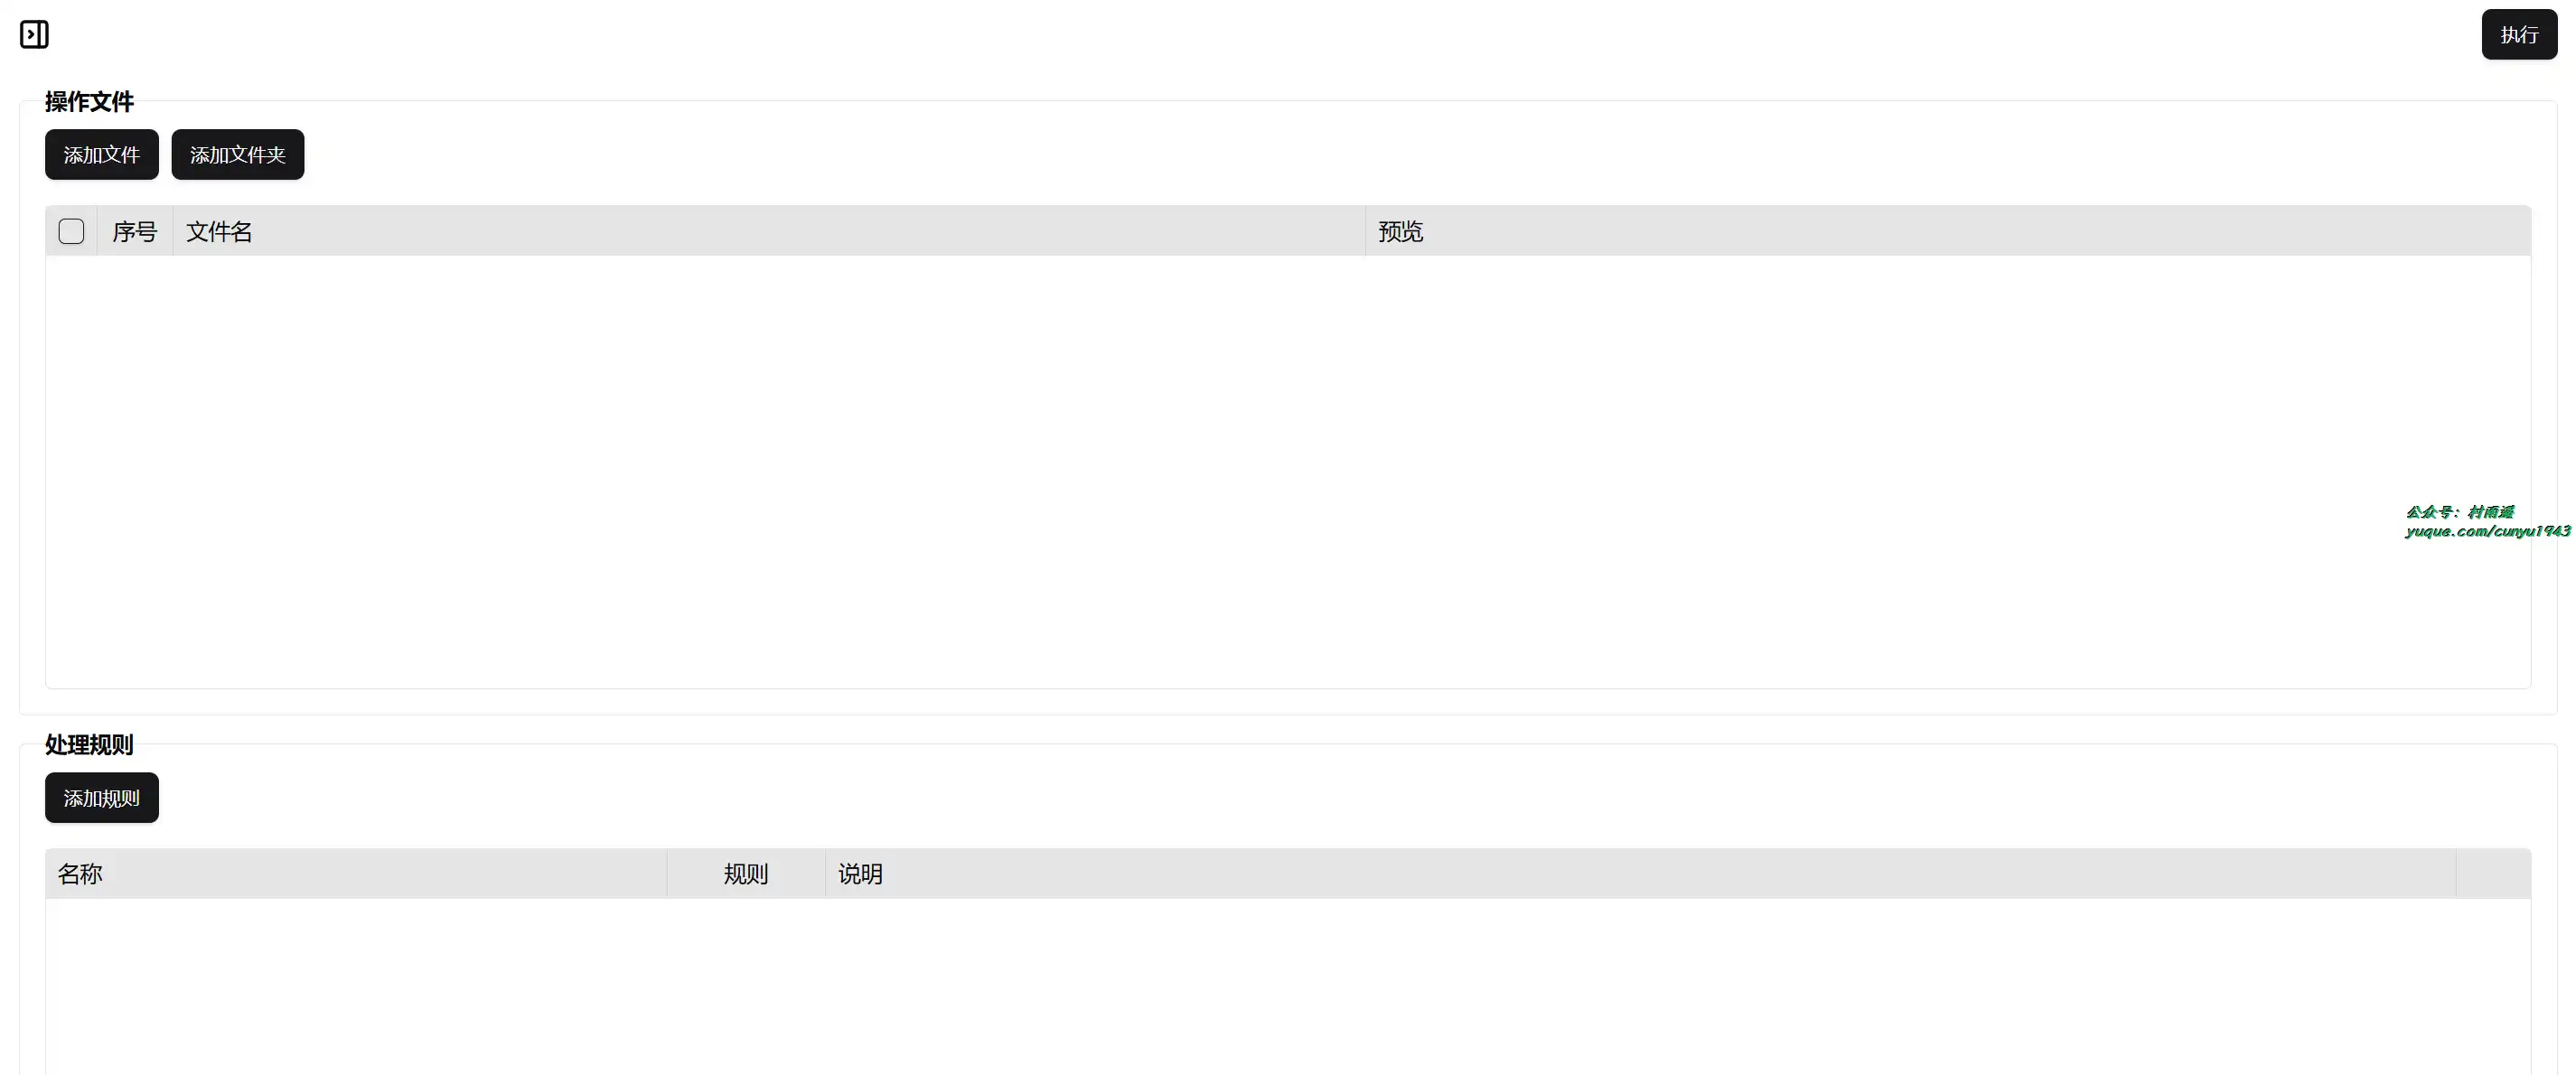 执行
操作文件
添加文件 添加文件夹
序号 文件名 预览
公众号：村雨遥
yuque.com/cunyu1943
处理规则
添加规则
名称 规则 说明